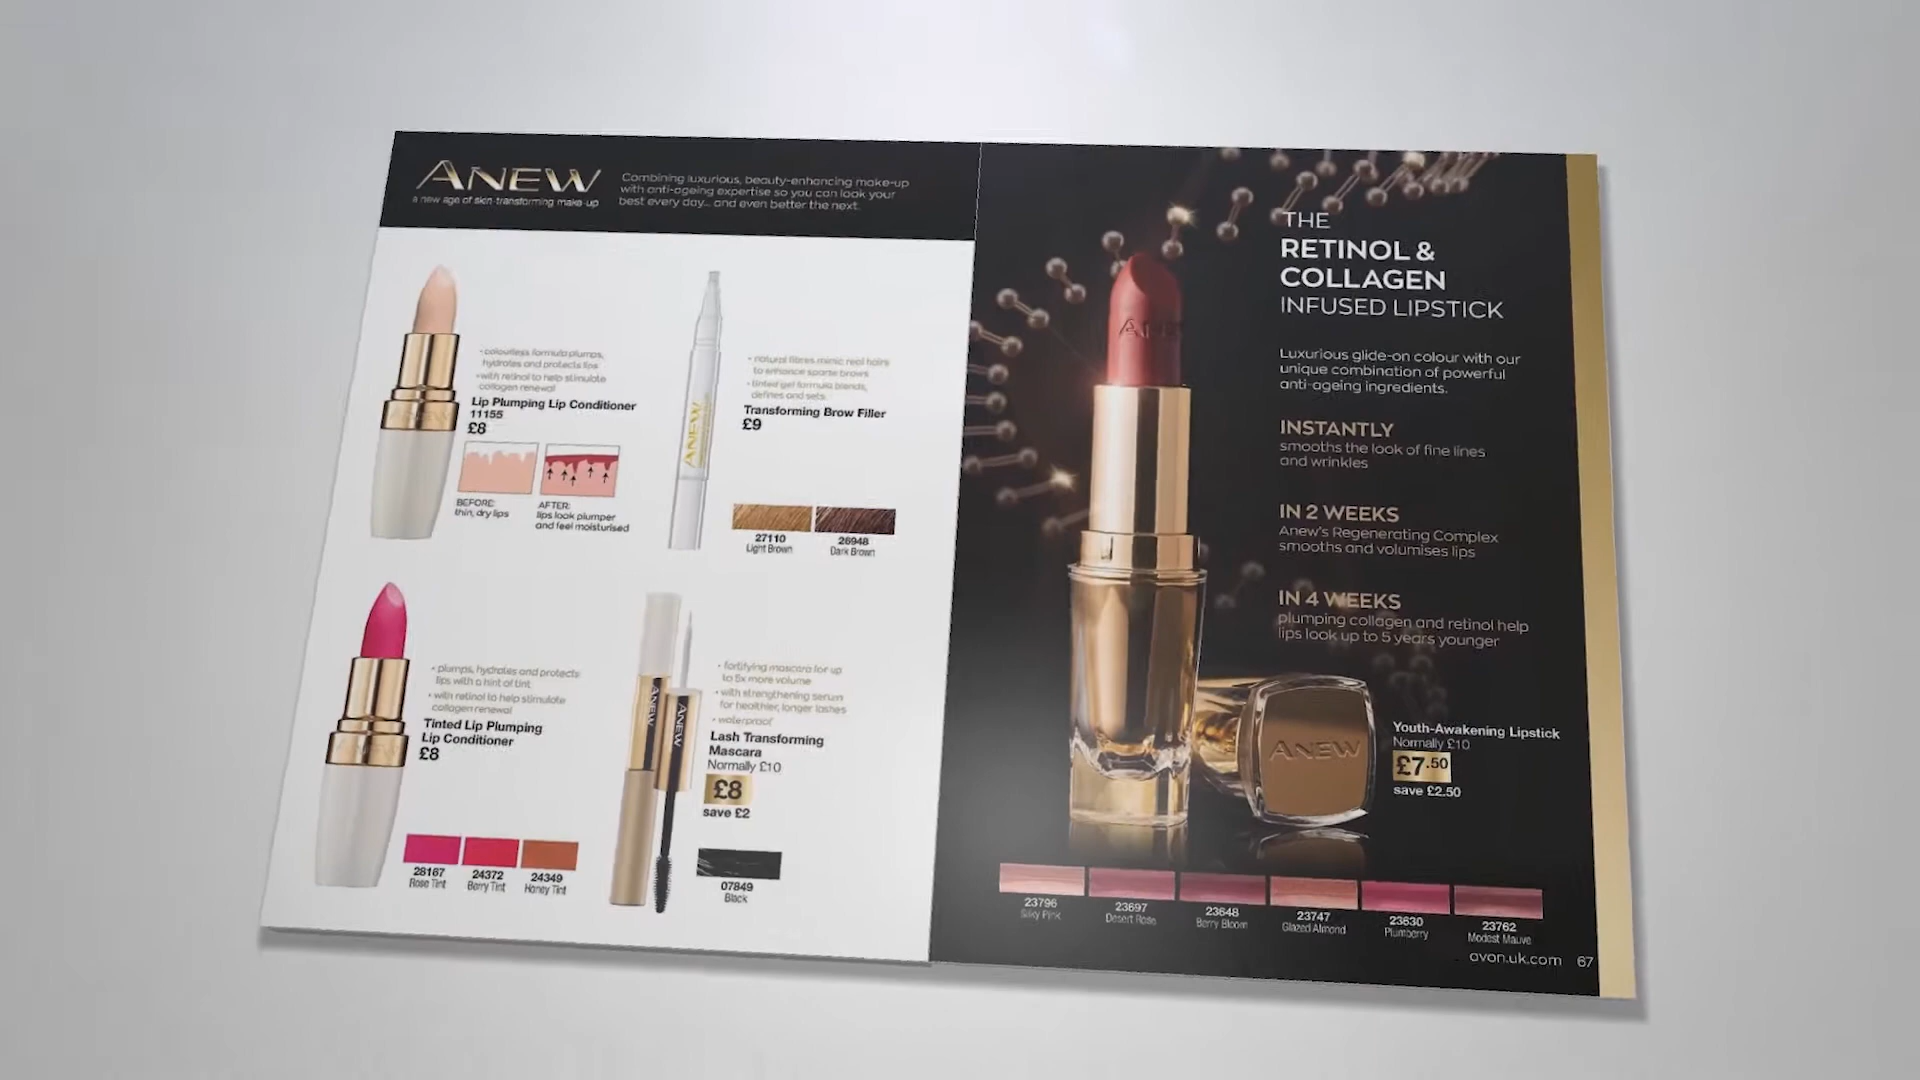 ANEW
a new age of skin-transforming make-up
Combining luxurious, beauty-enhancing make-up
with anti-ageing expertise so you can look your
best every day... and even better the next.
• colourless formula plumps,
hydrates and protects lips
• with retinol to help stimulate
collagen renewal
Lip Plumping Lip Conditioner
11155
£8
ANEW
BEFORE:
thin, dry lips
AFTER:
lips look plumper
and feel moisturised
• natural fibres mimic real hairs
to enhance sparse brows
• tinted gel formula blends,
defines and sets
Transforming Brow Filler
£9
ANEW
27110
Light Brown
26948
Dark Brown
• plumps, hydrates and protects
lips with a hint of tint
• with retinol to help stimulate
collagen renewal
Tinted Lip Plumping
Lip Conditioner
£8
ANEW
28167
Rose Tint
24372
Berry Tint
24349
Honey Tint
• fortifying mascara for up
to 5x more volume
• with strengthening serum
for healthier, longer lashes
• waterproof
Lash Transforming
Mascara
Normally £10
£8
save £2
ANEW
ANEW
07849
Black
THE
RETINOL &
COLLAGEN
INFUSED LIPSTICK
Luxurious glide-on colour with our
unique combination of powerful
anti-ageing ingredients.
INSTANTLY
smooths the look of fine lines
and wrinkles
IN 2 WEEKS
Anew's Regenerating Complex
smooths and volumises lips
IN 4 WEEKS
plumping collagen and retinol help
lips look up to 5 years younger
ANEW
Youth-Awakening Lipstick
Normally £10
£7.50
save £2.50
23796
Silky Pink
23697
Desert Rose
23648
Berry Bloom
23747
Glazed Almond
23630
Plumberry
23762
Modest Mauve
avon.uk.com 67